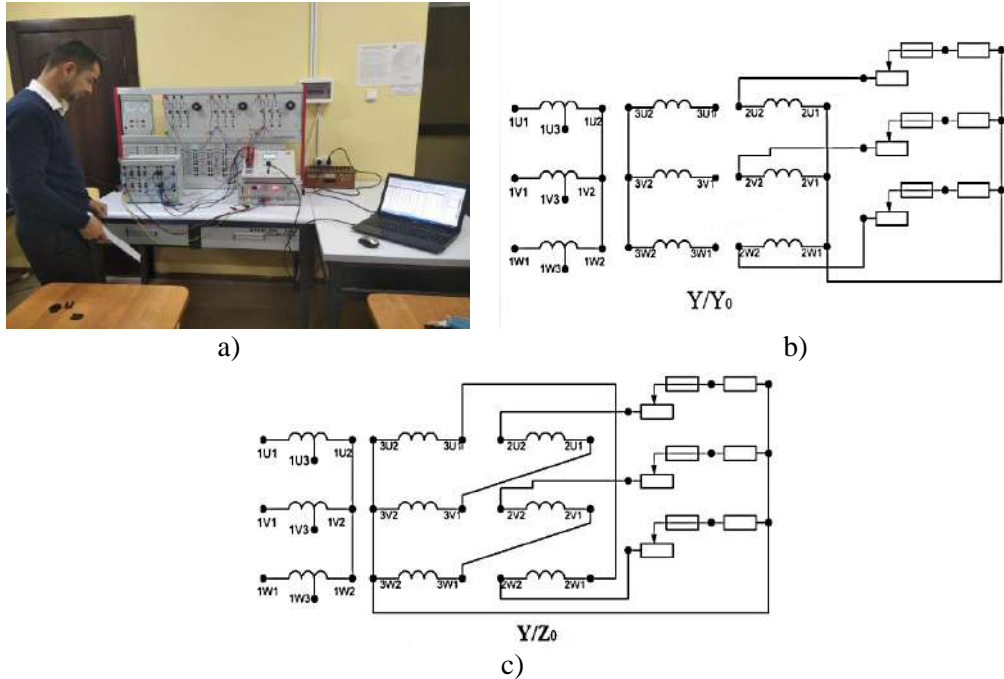 1U1 1U3 1U2 3U2 3U1 2U2 2U1
1V1 1V3 1V2 3V2 3V1 2V2 2V1
1W1 1W3 1W2 3W2 3W1 2W2 2W1
Y/Y₀
a)
b)
1U1 1U3 1U2 3U2 3U1 2U2 2U1
1V1 1V3 1V2 3V2 3V1 2V2 2V1
1W1 1W3 1W2 3W2 3W1 2W2 2W1
Y/Z₀
c)